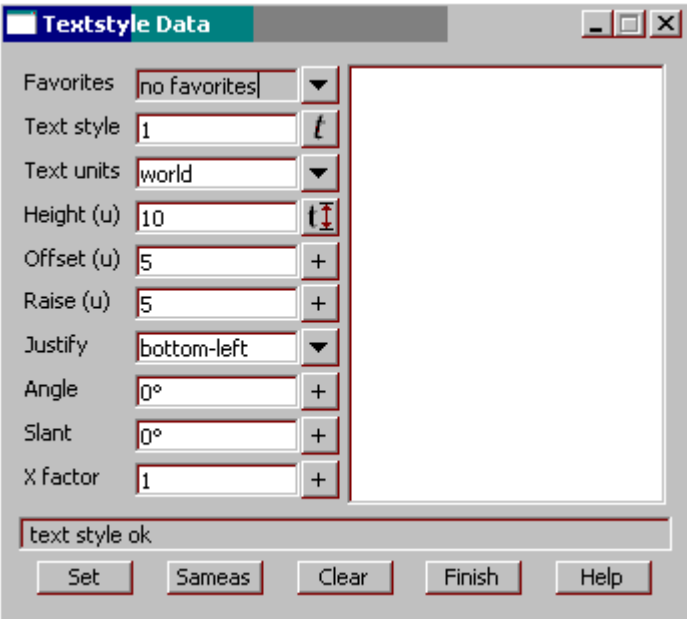 Textstyle Data
Favorites no favorites
Text style 1 t
Text units world
Height (u) 10 t
Offset (u) 5 +
Raise (u) 5 +
Justify bottom-left
Angle 0° +
Slant 0° +
X factor 1 +
text style ok
Set Sameas Clear Finish Help